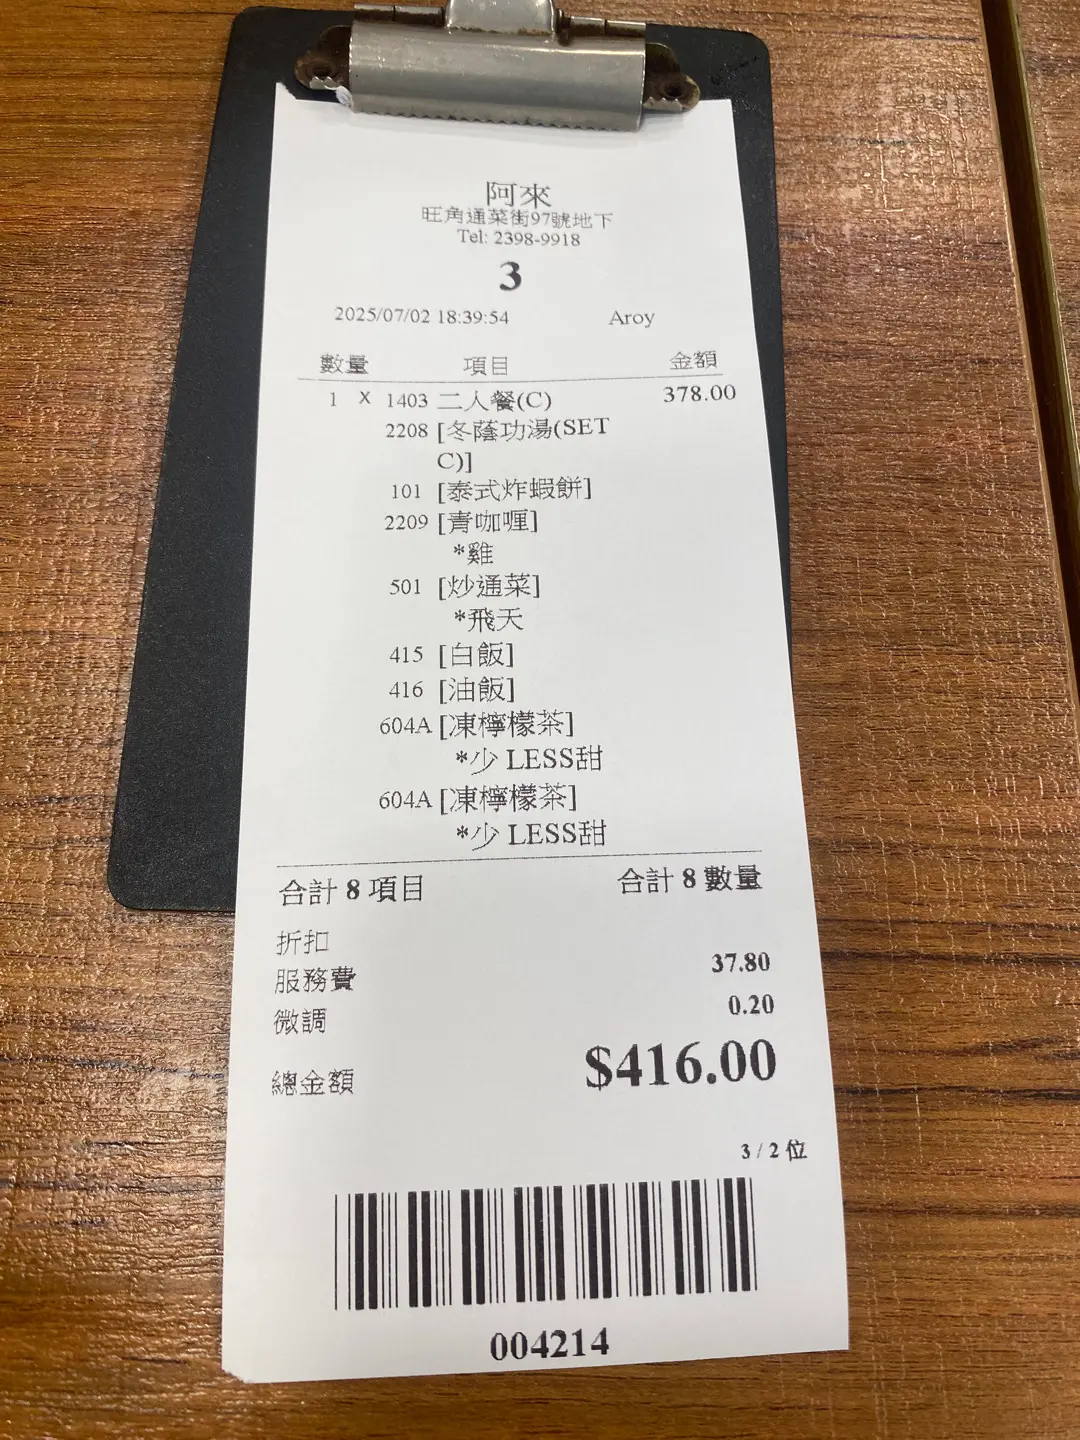 阿來
旺角通菜街97號地下
Tel: 2398-9918
3
2025/07/02 18:39:54 Aroy
數量 項目 金額
1 X 1403 二人餐(C) 378.00
2208 [冬蔭功湯(SET
C)]
101 [泰式炸蝦餅]
2209 [青咖喱]
*雞
501 [炒通菜]
*飛天
415 [白飯]
416 [油飯]
604A [凍檸檬茶]
*少 LESS甜
604A [凍檸檬茶]
*少 LESS甜
合計 8 項目 合計 8 數量
折扣
服務費 37.80
微調 0.20
總金額 $416.00
3 / 2 位
004214